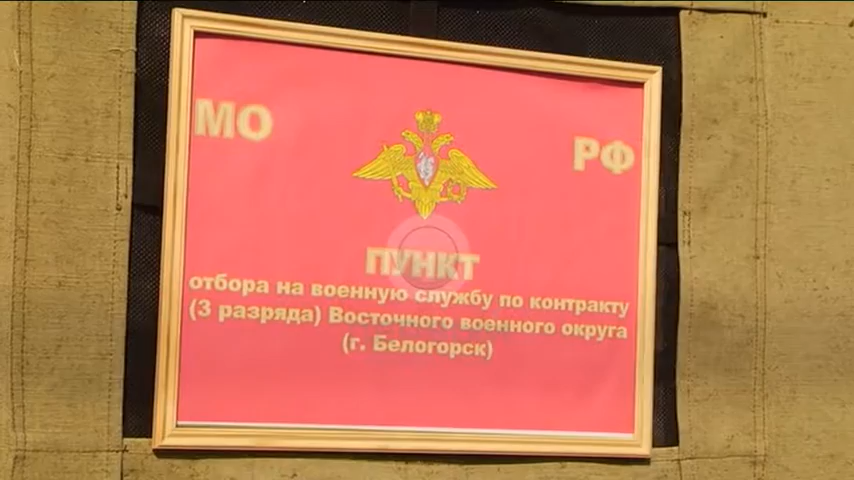 МО
РФ
ПУНКТ
отбора на военную службу по контракту
(3 разряда) Восточного военного округа
(г. Белогорск)